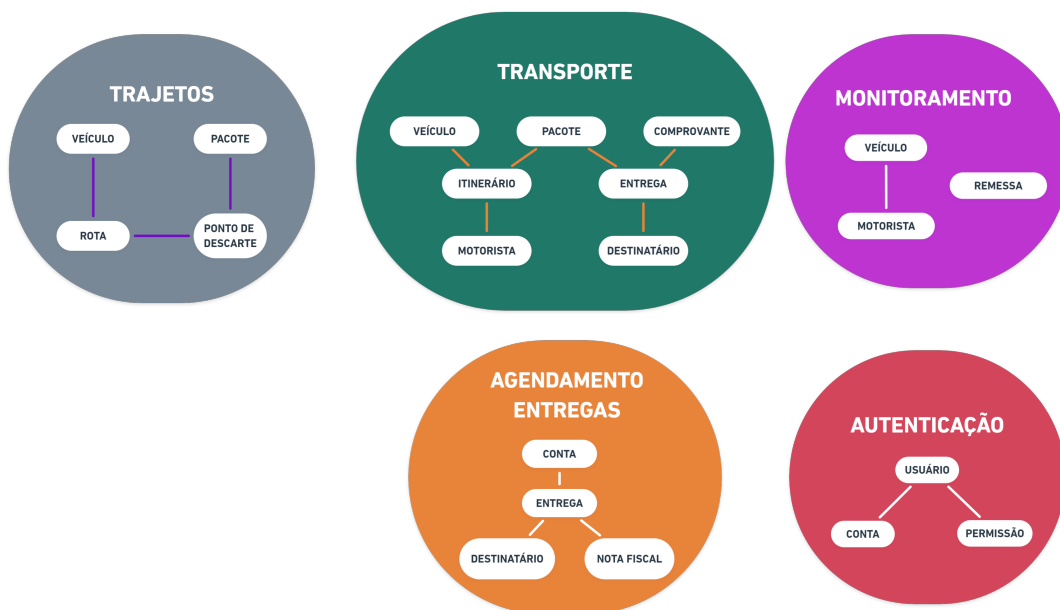 TRAJETOS
VEÍCULO
PACOTE
ROTA
PONTO DE
DESCARTE
TRANSPORTE
VEÍCULO
PACOTE
COMPROVANTE
ITINERÁRIO
ENTREGA
MOTORISTA
DESTINATÁRIO
MONITORAMENTO
VEÍCULO
REMESSA
MOTORISTA
AGENDAMENTO
ENTREGAS
CONTA
ENTREGA
DESTINATÁRIO
NOTA FISCAL
AUTENTICAÇÃO
USUÁRIO
CONTA
PERMISSÃO